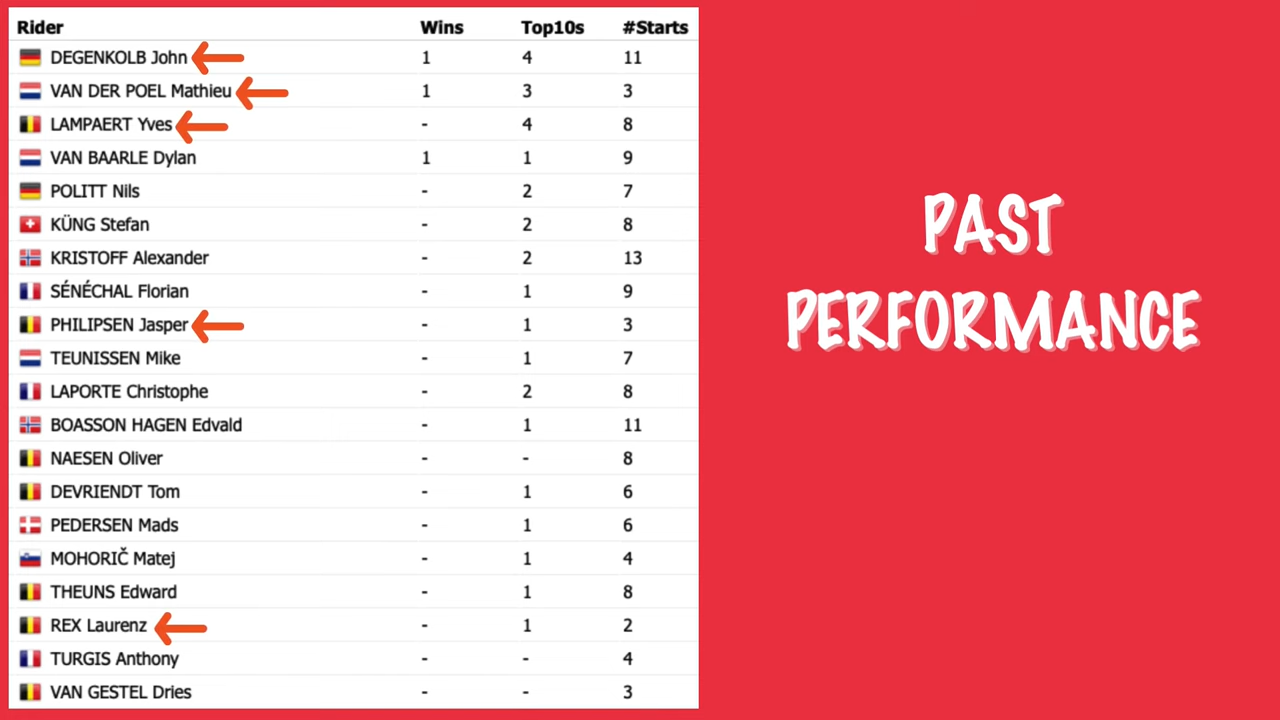 Rider Wins Top10s #Starts
DEGENKOLB John 1 4 11
VAN DER POEL Mathieu 1 3 3
LAMPAERT Yves - 4 8
VAN BAARLE Dylan 1 1 9
POLITT Nils - 2 7
KÜNG Stefan - 2 8
KRISTOFF Alexander - 2 13
SÉNÉCHAL Florian - 1 9
PHILIPSEN Jasper - 1 3
TEUNISSEN Mike - 1 7
LAPORTE Christophe - 2 8
BOASSON HAGEN Edvald - 1 11
NAESEN Oliver - - 8
DEVRIENDT Tom - 1 6
PEDERSEN Mads - 1 6
MOHORIČ Matej - 1 4
THEUNS Edward - 1 8
REX Laurenz - 1 2
TURGIS Anthony - - 4
VAN GESTEL Dries - - 3
PAST
PERFORMANCE